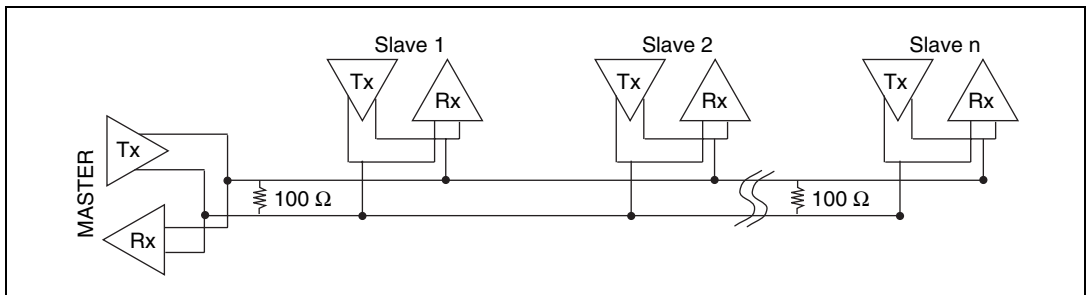 Slave 1
Slave 2
Slave n
Tx
Rx
Tx
Rx
Tx
Rx
MASTER
Tx
Rx
100 Ω
100 Ω